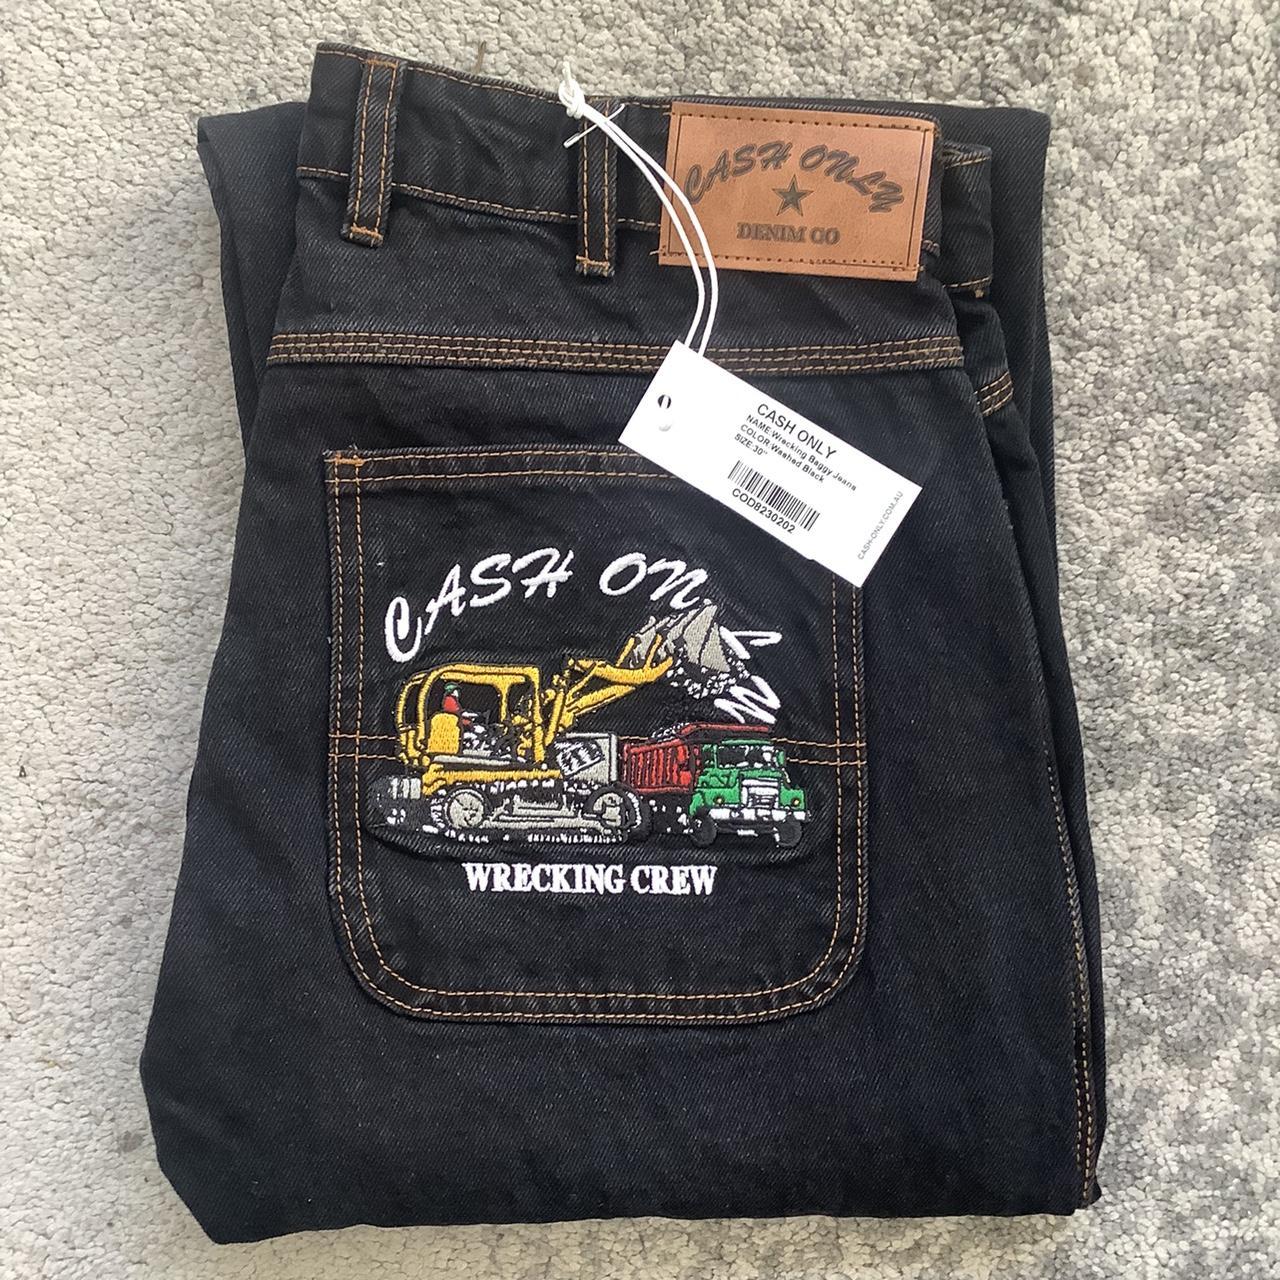 CASH ONLY
DENIM CO
CASH ONLY
NAME:Wrecking Baggy Jeans
COLOR:Washed Black
SIZE:30"
COD8230202
CASH-ONLY.COM.AU
CASH ONLY
WRECKING CREW